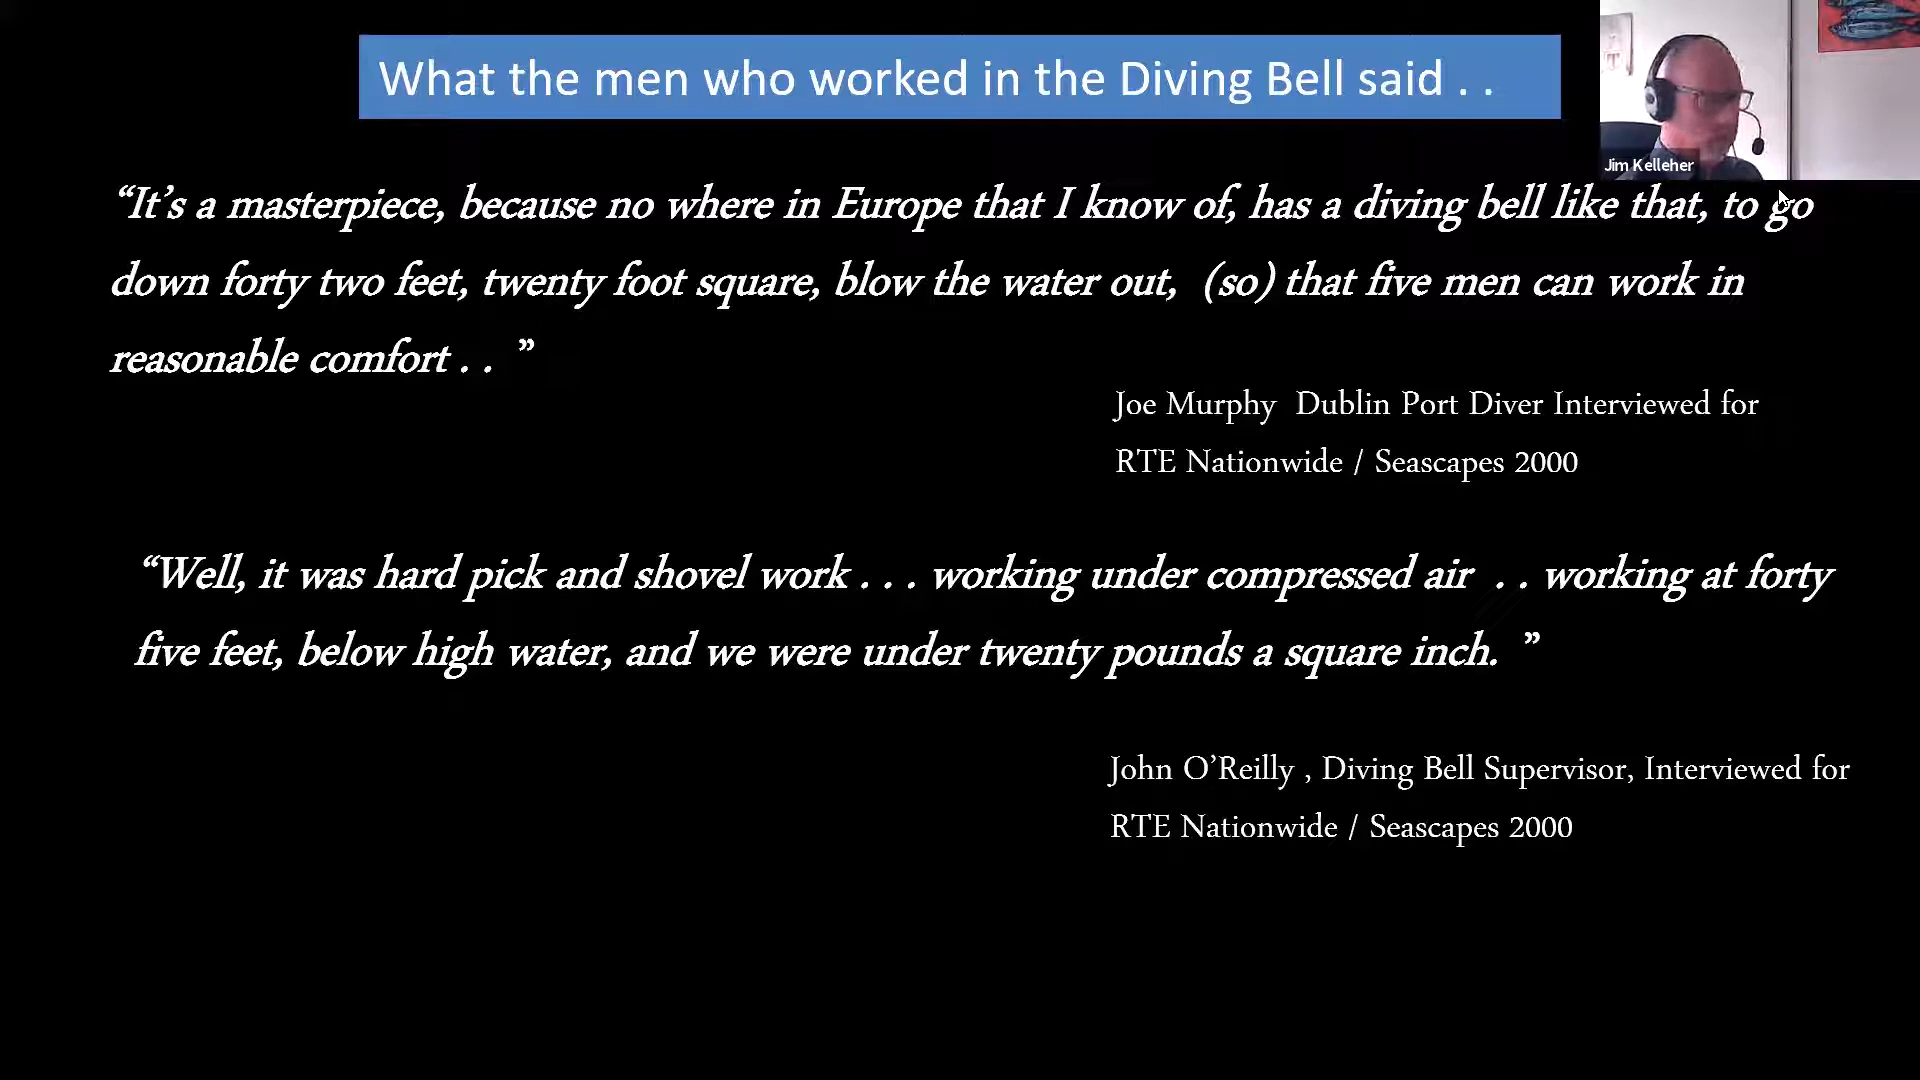 What the men who worked in the Diving Bell said . .
Jim Kelleher
“It’s a masterpiece, because no where in Europe that I know of, has a diving bell like that, to go
down forty two feet, twenty foot square, blow the water out,  (so) that five men can work in
reasonable comfort . .  ”
Joe Murphy  Dublin Port Diver Interviewed for
RTE Nationwide / Seascapes 2000
“Well, it was hard pick and shovel work . . . working under compressed air  . . working at forty
five feet, below high water, and we were under twenty pounds a square inch.  ”
John O’Reilly , Diving Bell Supervisor, Interviewed for
RTE Nationwide / Seascapes 2000